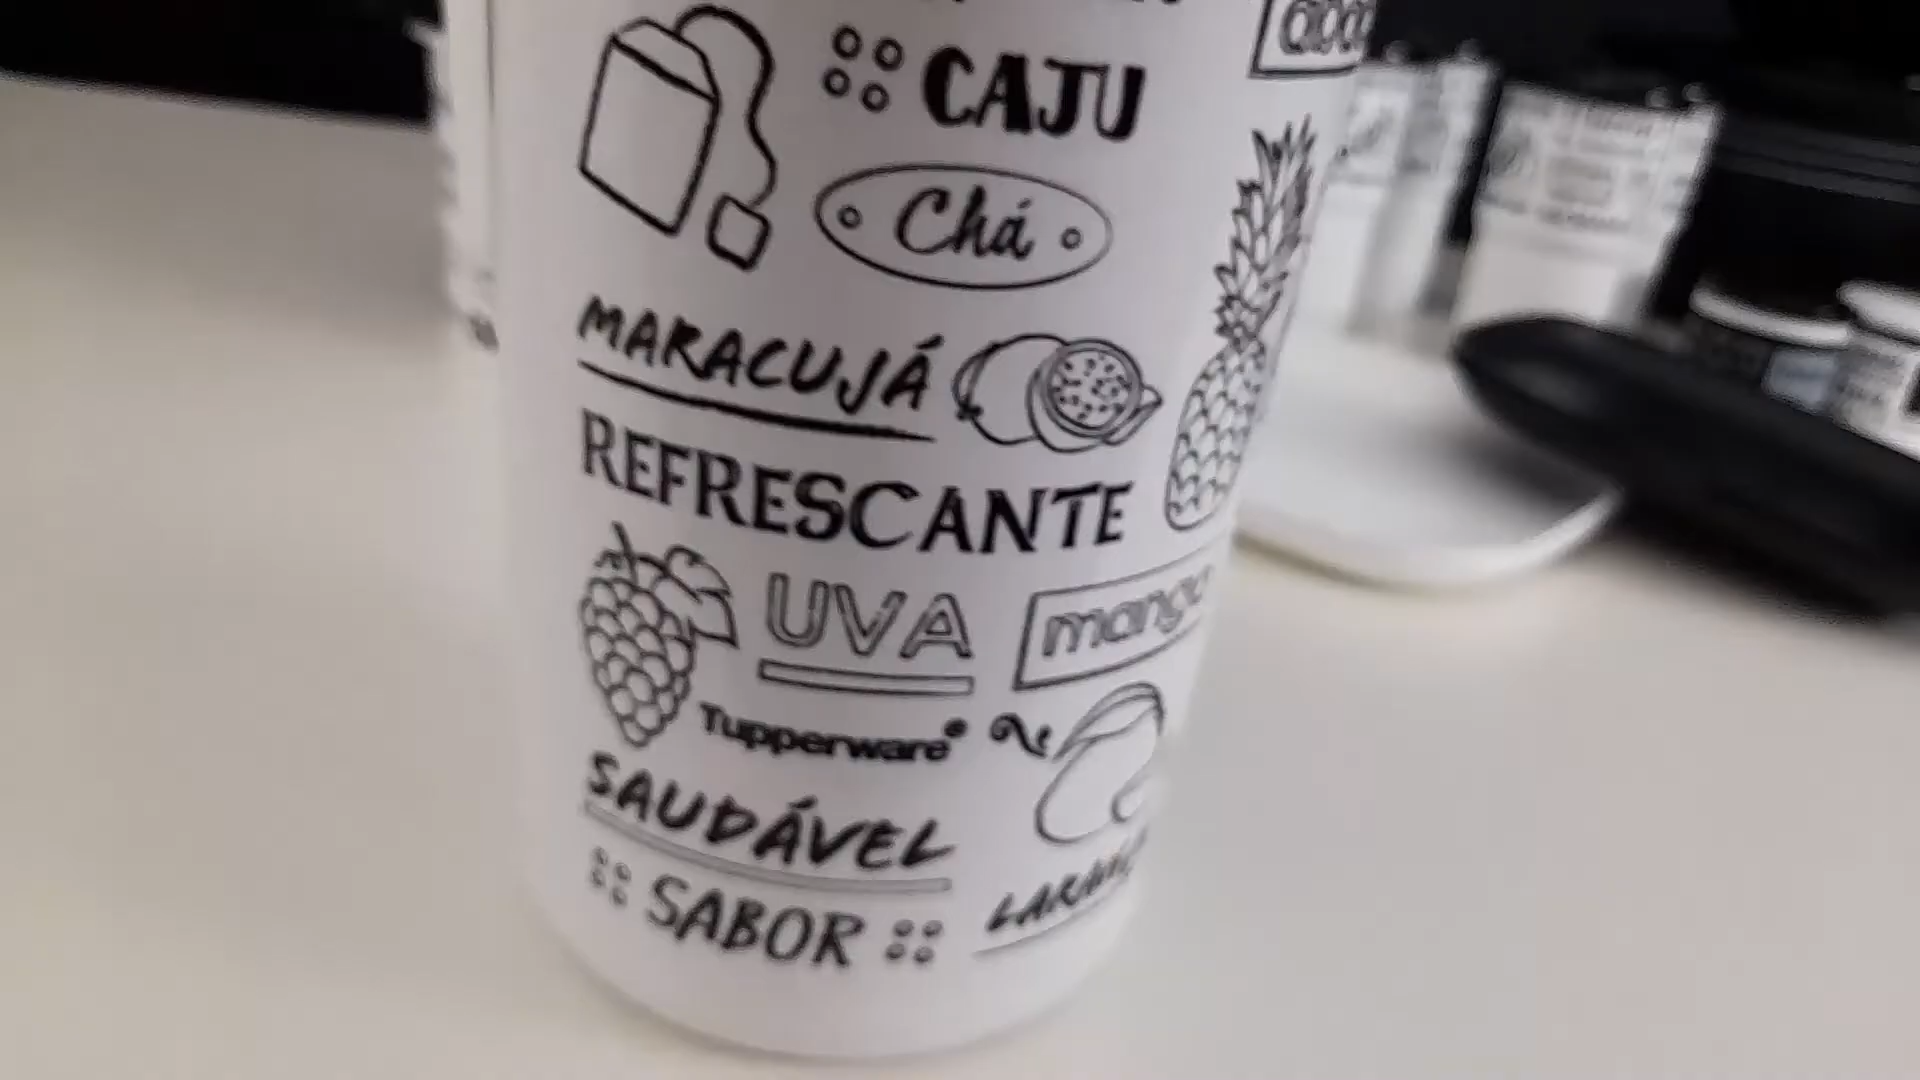 CAJU
Chá
MARACUJÁ
REFRESCANTE
UVA
Tupperware
SAUDÁVEL
SABOR